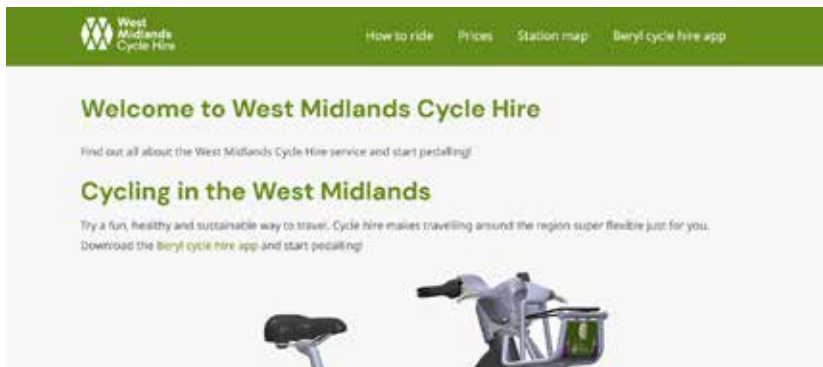 West
Midlands
Cycle Hire
How to ride Prices Station map Beryl cycle hire app
Welcome to West Midlands Cycle Hire
Find out all about the West Midlands Cycle Hire service and start pedalling!
Cycling in the West Midlands
Try a fun, healthy and sustainable way to travel. Cycle hire makes travelling around the region super flexible just for you.
Download the Beryl cycle hire app and start pedalling!